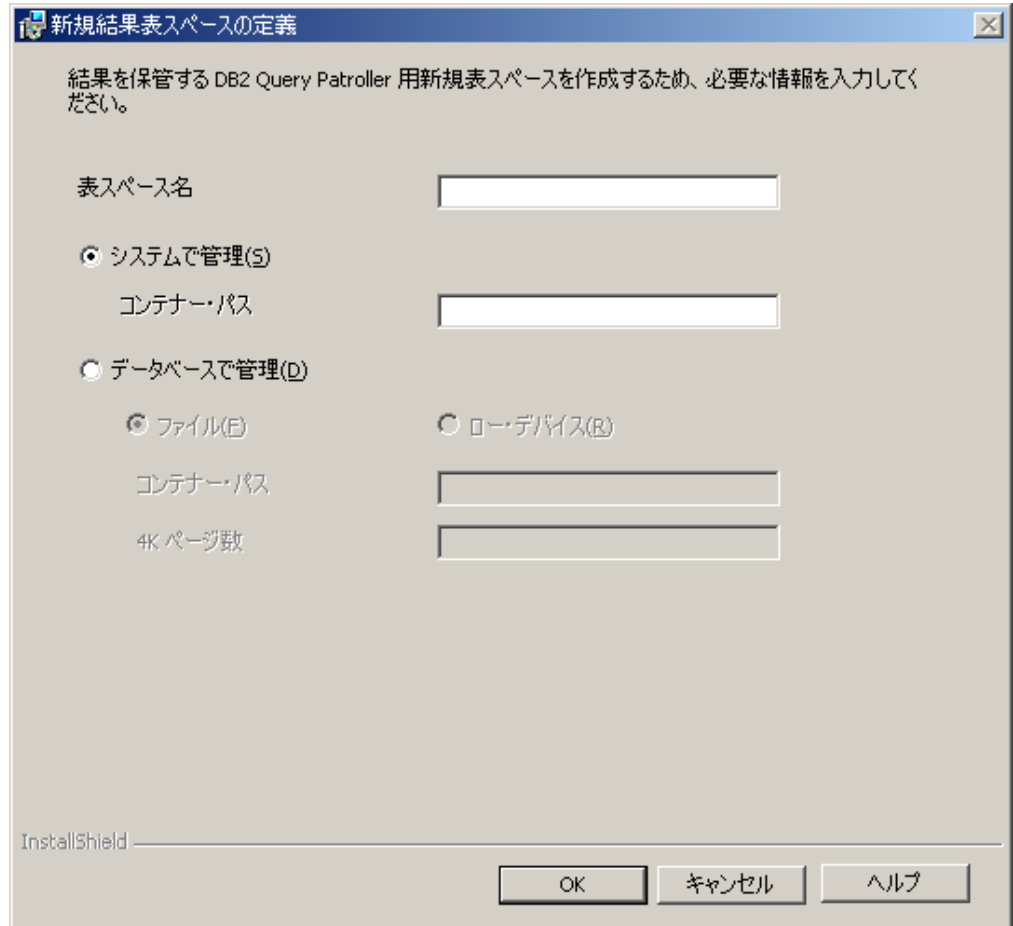 新規結果表スペースの定義
結果を保管する DB2 Query Patroller 用新規表スペースを作成するため、必要な情報を入力してく
ださい。
表スペース名
システムで管理(S)
コンテナー・パス
データベースで管理(D)
ファイル(F) ロー・デバイス(R)
コンテナー・パス
4K ページ数
InstallShield
OK キャンセル ヘルプ